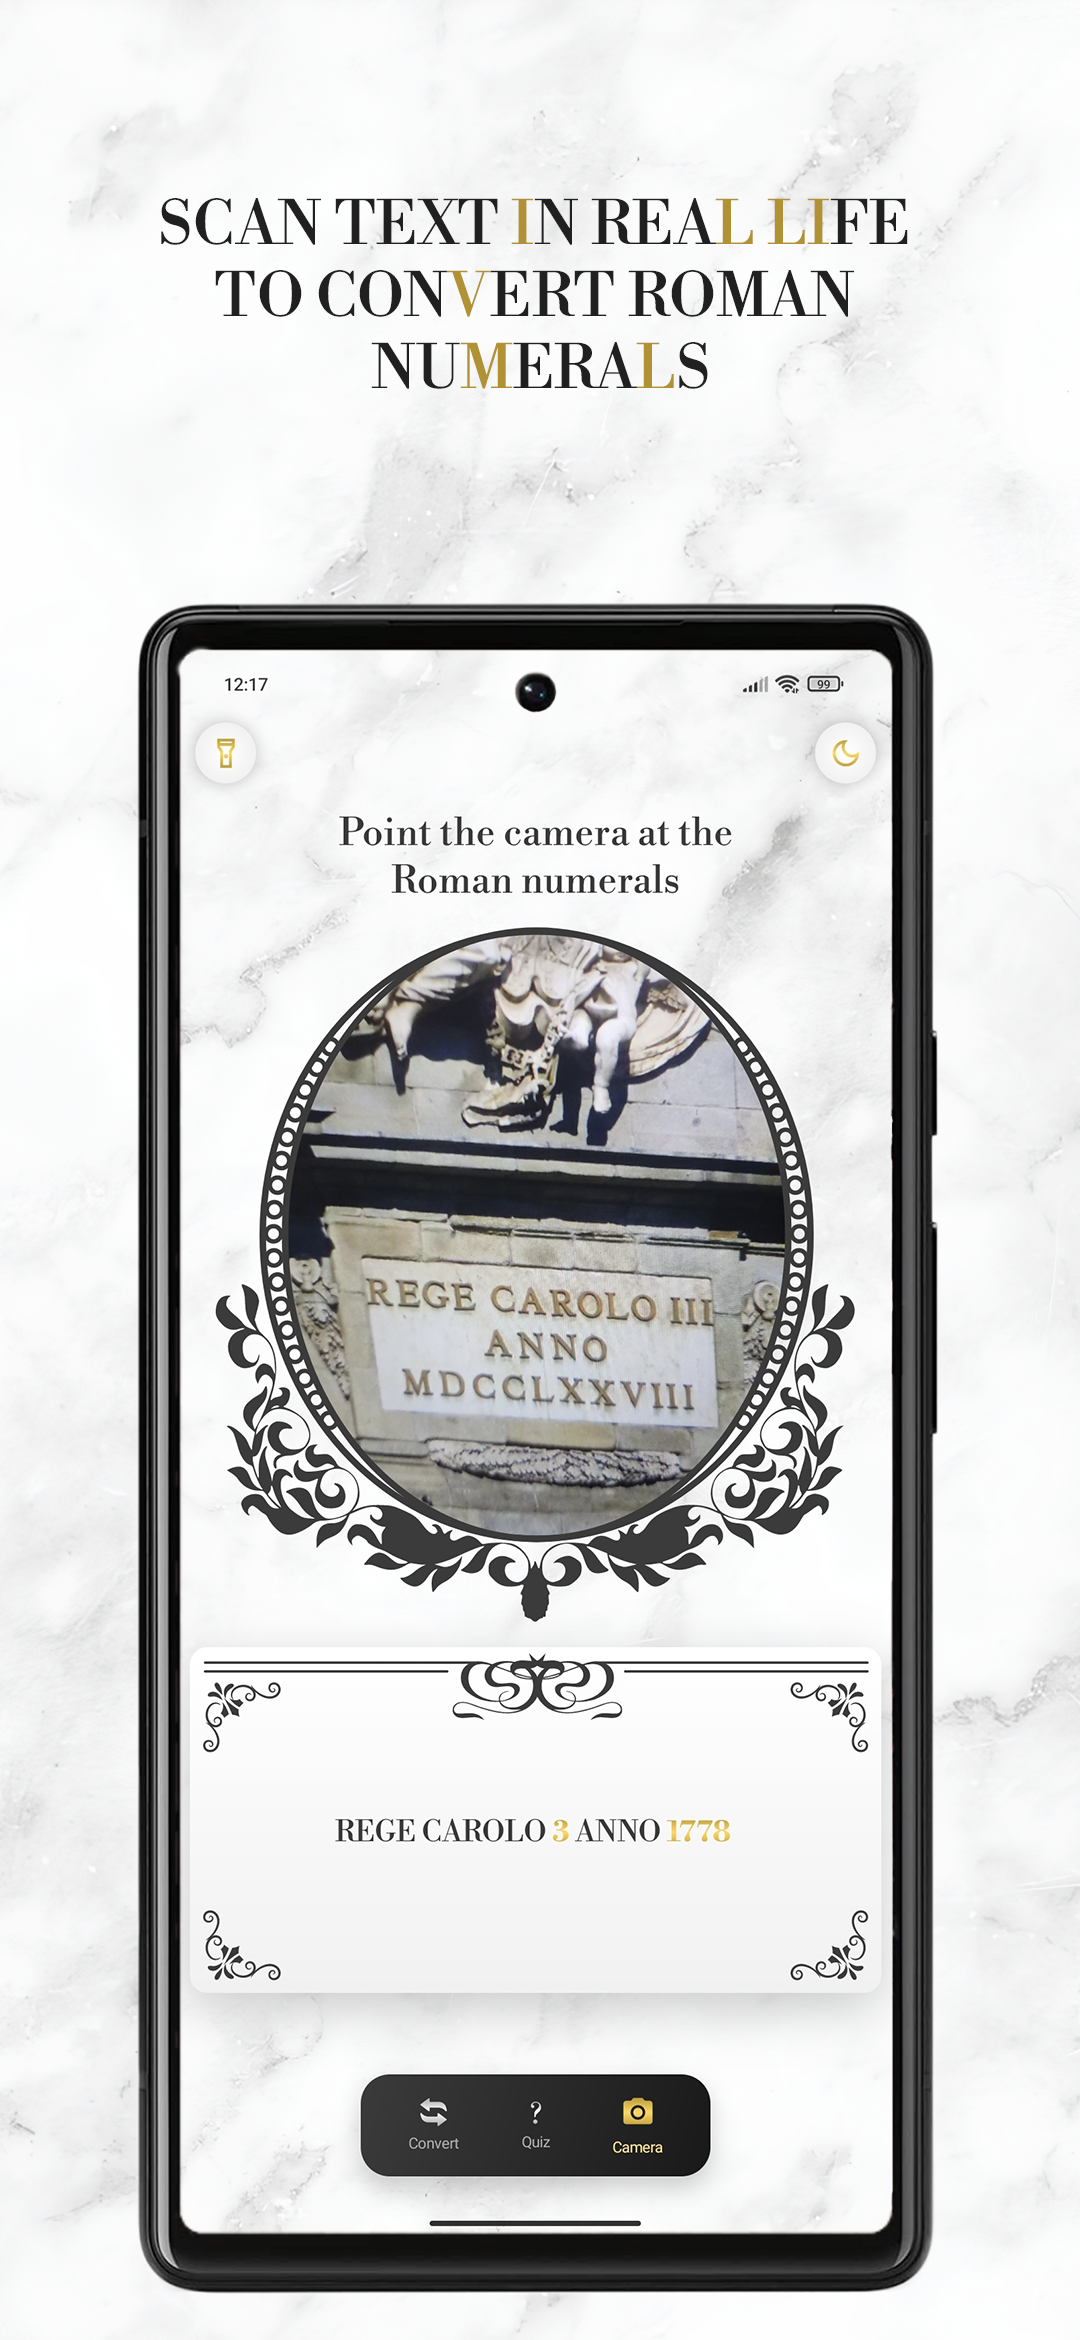 SCAN TEXT IN REAL LIFE
TO CONVERT ROMAN
NUMERALS
12:17
99
Point the camera at the
Roman numerals
REGE CAROLO III
ANNO
MDCCLXXVIII
REGE CAROLO 3 ANNO 1778
Convert
?
Quiz
Camera